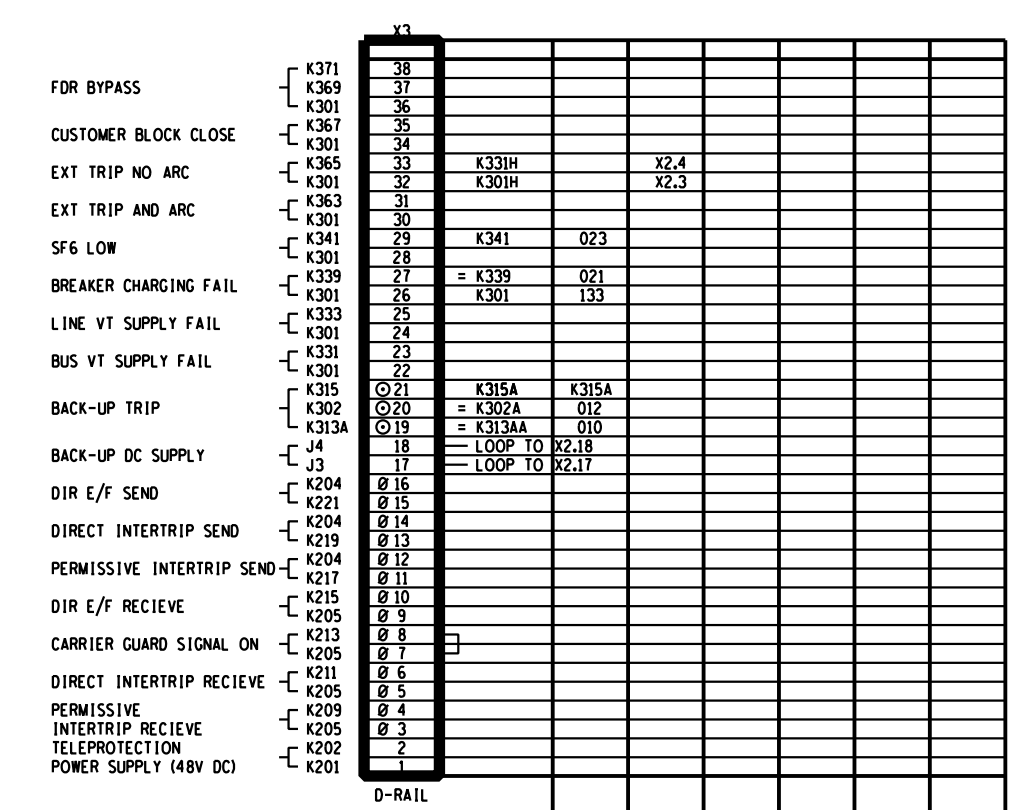 X3
K371 38
FDR BYPASS K369 37
K301 36
K367 35
CUSTOMER BLOCK CLOSE
K301 34
K365 33 K331H X2.4
EXT TRIP NO ARC
K301 32 K301H X2.3
K363 31
EXT TRIP AND ARC
K301 30
K341 29 K341 023
SF6 LOW
K301 28
K339 27 = K339 021
BREAKER CHARGING FAIL
K301 26 K301 133
K333 25
LINE VT SUPPLY FAIL
K301 24
K331 23
BUS VT SUPPLY FAIL
K301 22
K315 ⊙21 K315A K315A
BACK-UP TRIP K302 ⊙20 = K302A 012
K313A ⊙19 = K313AA 010
J4 18 LOOP TO X2.18
BACK-UP DC SUPPLY
J3 17 LOOP TO X2.17
K204 Ø 16
DIR E/F SEND
K221 Ø 15
K204 Ø 14
DIRECT INTERTRIP SEND
K219 Ø 13
K204 Ø 12
PERMISSIVE INTERTRIP SEND
K217 Ø 11
K215 Ø 10
DIR E/F RECIEVE
K205 Ø 9
K213 Ø 8
CARRIER GUARD SIGNAL ON
K205 Ø 7
K211 Ø 6
DIRECT INTERTRIP RECIEVE
K205 Ø 5
PERMISSIVE K209 Ø 4
INTERTRIP RECIEVE K205 Ø 3
TELEPROTECTION K202 2
POWER SUPPLY (48V DC) K201 1
D-RAIL